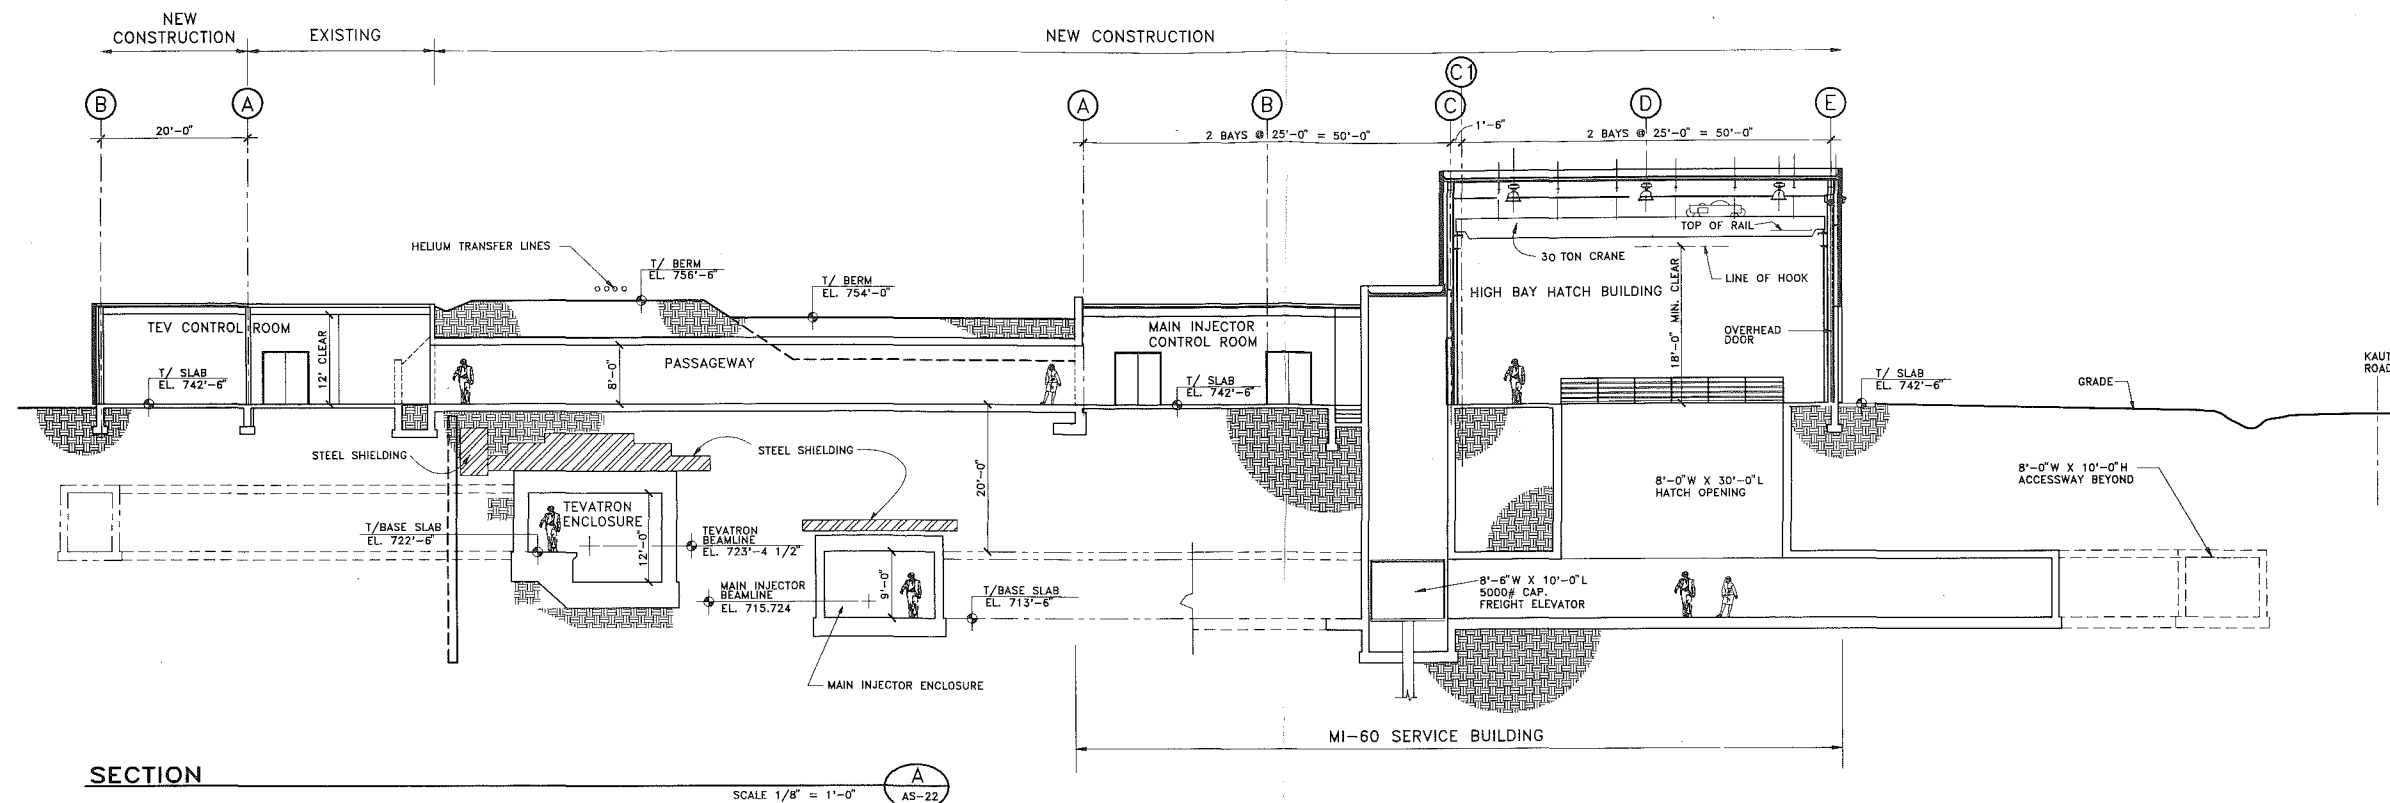 NEW
CONSTRUCTION
EXISTING
NEW CONSTRUCTION
B
A
A
B
C1
C
D
E
20'-0"
2 BAYS @ 25'-0" = 50'-0"
1'-6"
2 BAYS @ 25'-0" = 50'-0"
HELIUM TRANSFER LINES
T/ BERM
EL. 756'-6"
T/ BERM
EL. 754'-0"
TOP OF RAIL
30 TON CRANE
LINE OF HOOK
HIGH BAY HATCH BUILDING
18'-0" MIN. CLEAR
OVERHEAD
DOOR
TEV CONTROL ROOM
12' CLEAR
T/ SLAB
EL. 742'-6"
PASSAGEWAY
8'-0"
MAIN INJECTOR
CONTROL ROOM
T/ SLAB
EL. 742'-6"
T/ SLAB
EL. 742'-6"
GRADE
KAUT
ROAD
STEEL SHIELDING
STEEL SHIELDING
20'-0"
8'-0"W X 30'-0"L
HATCH OPENING
8'-0"W X 10'-0"H
ACCESSWAY BEYOND
TEVATRON
ENCLOSURE
12'-0"
T/BASE SLAB
EL. 722'-6"
TEVATRON
BEAMLINE
EL. 723'-4 1/2"
MAIN INJECTOR
BEAMLINE
EL. 715.724
9'-0"
T/BASE SLAB
EL. 713'-6"
8'-6"W X 10'-0"L
5000# CAP.
FREIGHT ELEVATOR
MAIN INJECTOR ENCLOSURE
MI-60 SERVICE BUILDING
SECTION
A
AS-22
SCALE 1/8" = 1'-0"